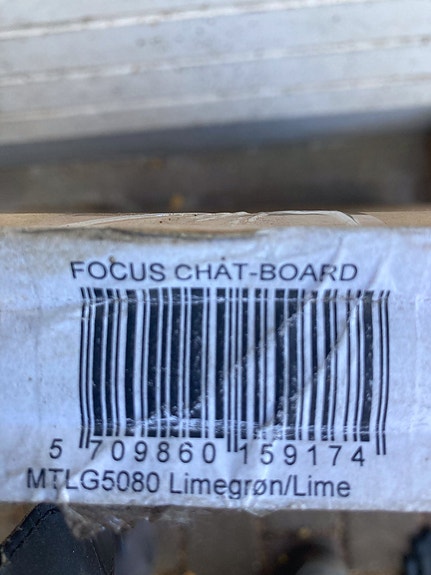 FOCUS CHAT-BOARD
5 709860 159174
MTLG5080 Limegrøn/Lime